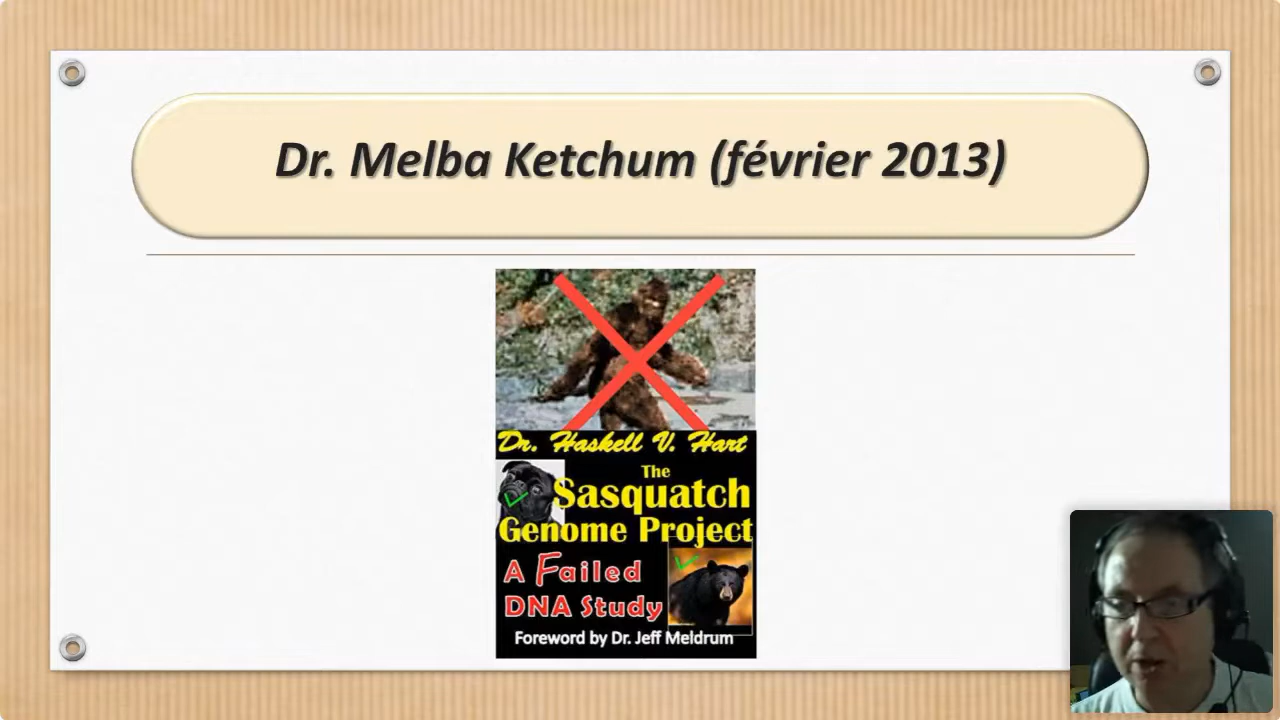 Dr. Melba Ketchum (février 2013)
Dr. Haskell V. Hart
The
Sasquatch
Genome Project
A Failed
DNA Study
Foreword by Dr. Jeff Meldrum